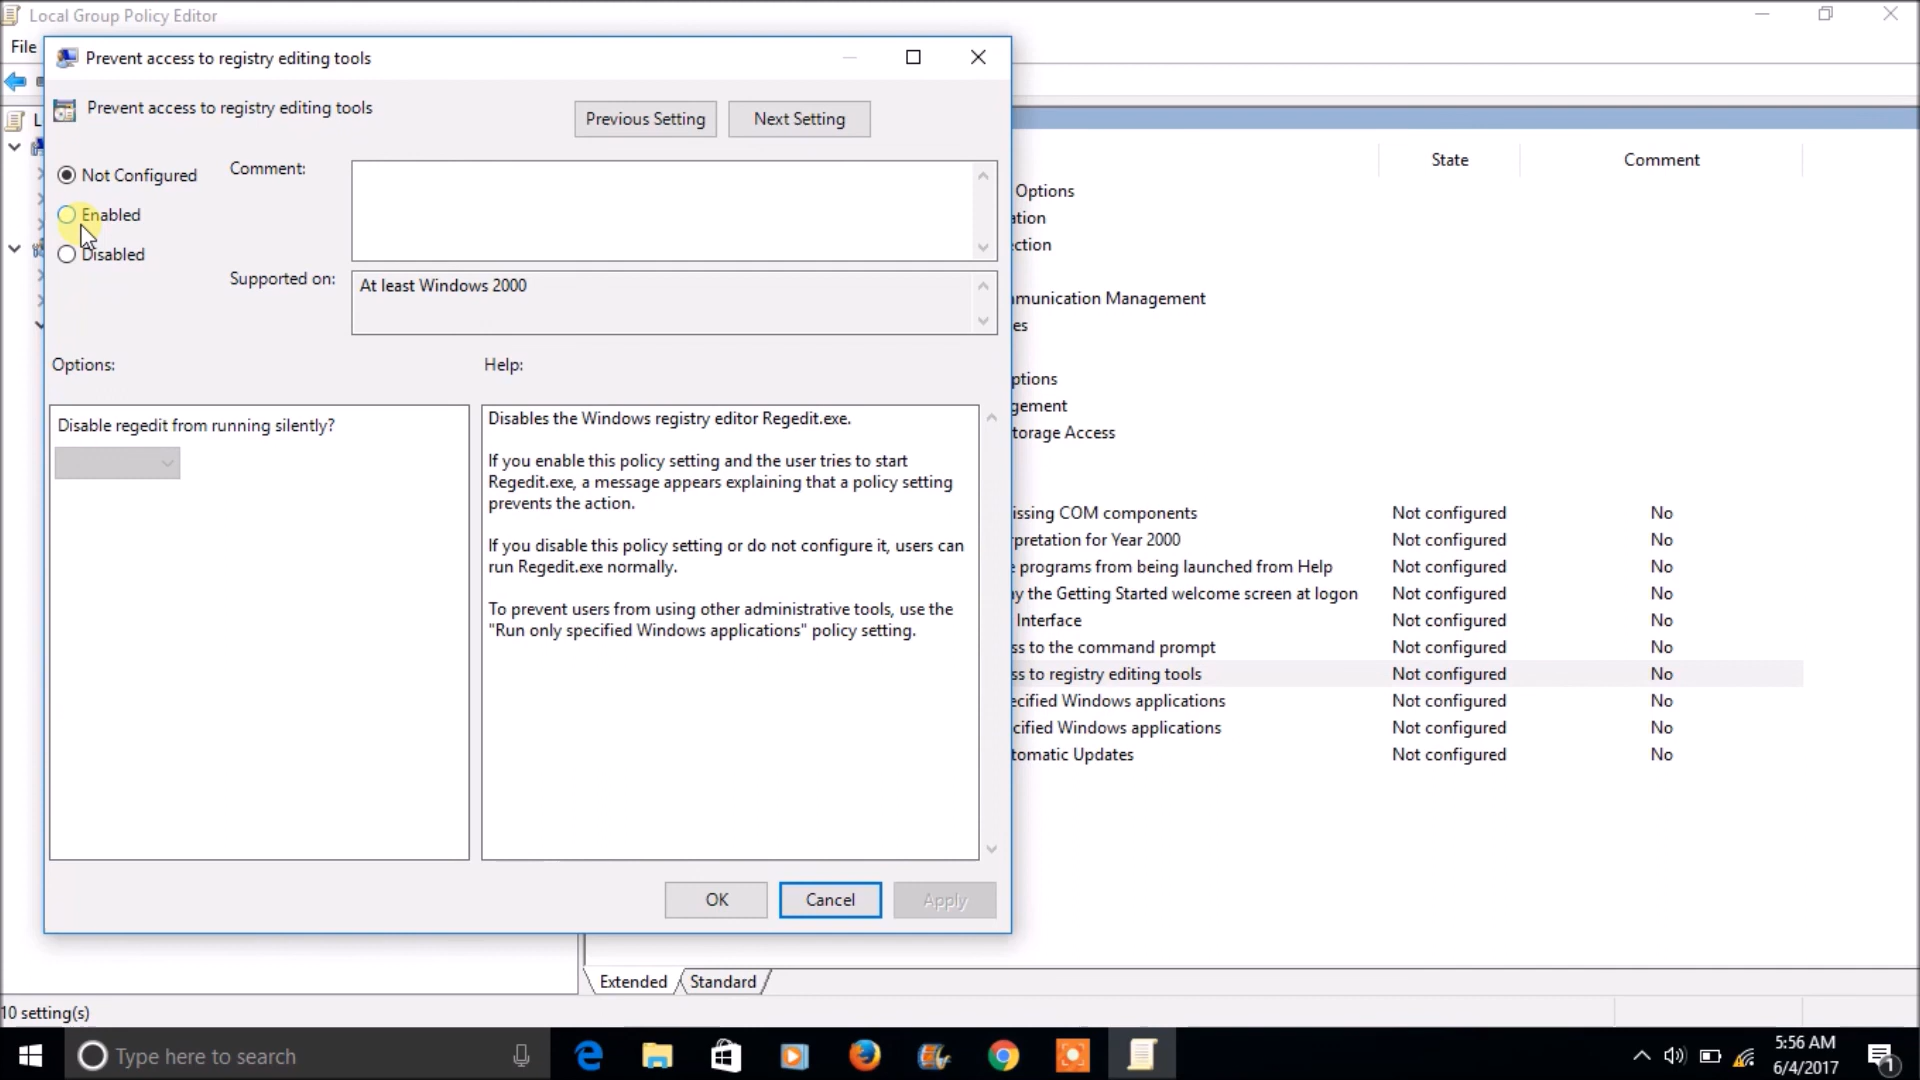 Local Group Policy Editor
File
Prevent access to registry editing tools
Prevent access to registry editing tools
Previous Setting
Next Setting
Not Configured
Enabled
Disabled
Comment:
Supported on:
At least Windows 2000
Options:
Help:
Disable regedit from running silently?
Disables the Windows registry editor Regedit.exe.
If you enable this policy setting and the user tries to start
Regedit.exe, a message appears explaining that a policy setting
prevents the action.
If you disable this policy setting or do not configure it, users can
run Regedit.exe normally.
To prevent users from using other administrative tools, use the
"Run only specified Windows applications" policy setting.
OK
Cancel
Apply
L
State
Comment
Options
ation
ection
mmunication Management
es
ptions
gement
torage Access
issing COM components Not configured No
rpretation for Year 2000 Not configured No
e programs from being launched from Help Not configured No
ay the Getting Started welcome screen at logon Not configured No
Interface Not configured No
ss to the command prompt Not configured No
ss to registry editing tools Not configured No
ecified Windows applications Not configured No
cified Windows applications Not configured No
tomatic Updates Not configured No
Extended
Standard
10 setting(s)
Type here to search
5:56 AM
6/4/2017
1